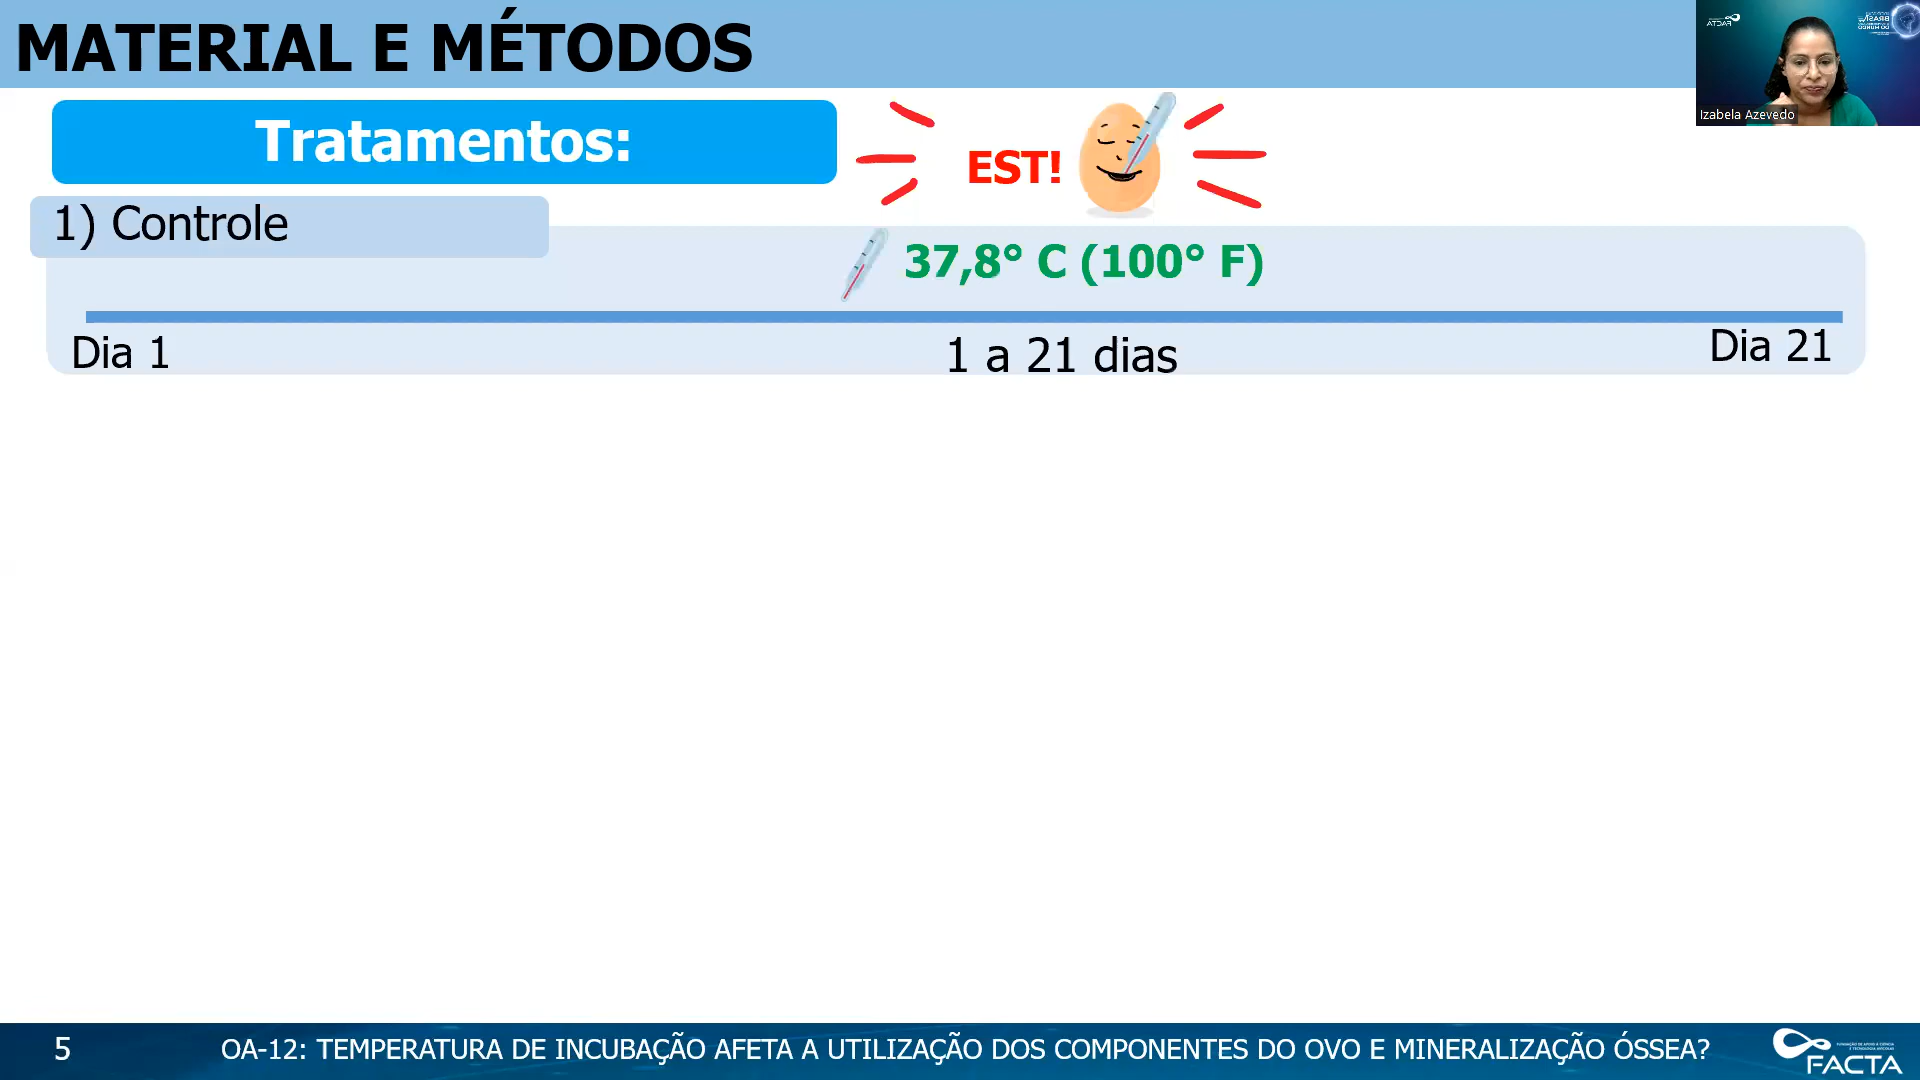 MATERIAL E MÉTODOS
Izabela Azevedo
Tratamentos:
EST!
1) Controle
37,8° C (100° F)
Dia 1
1 a 21 dias
Dia 21
5
OA-12: TEMPERATURA DE INCUBAÇÃO AFETA A UTILIZAÇÃO DOS COMPONENTES DO OVO E MINERALIZAÇÃO ÓSSEA?
FACTA